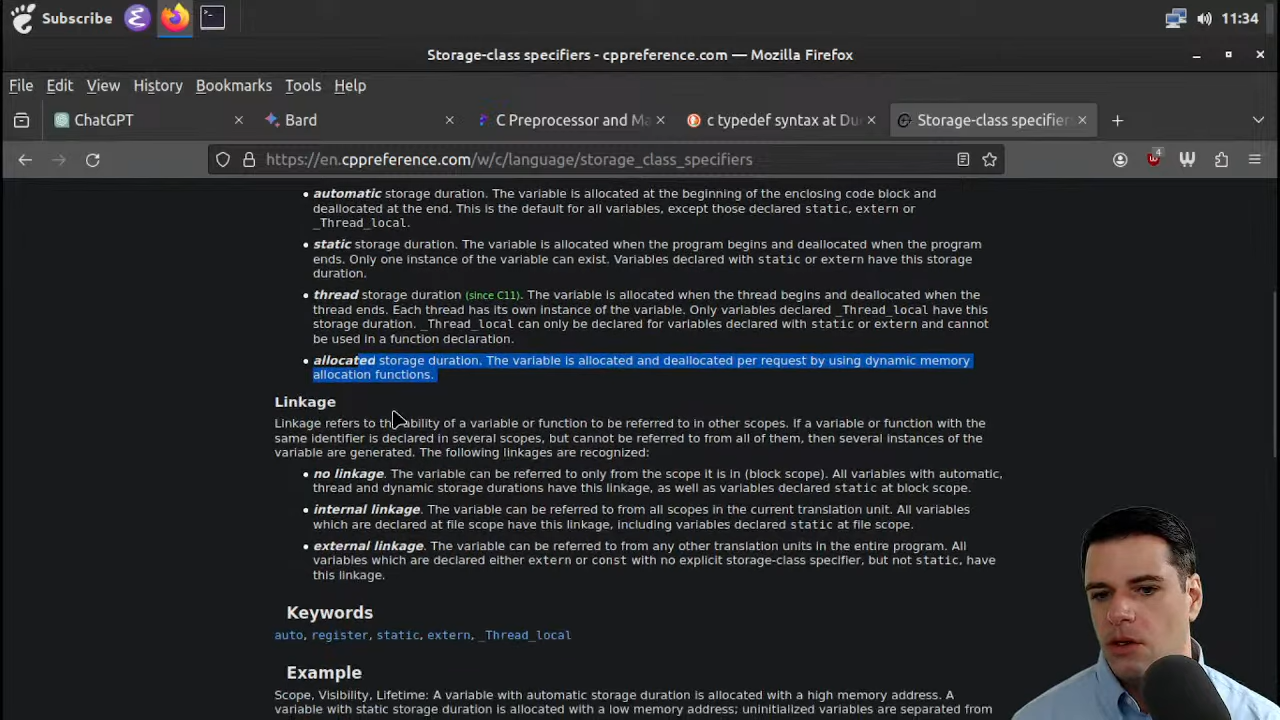 Subscribe
11:34
Storage-class specifiers - cppreference.com — Mozilla Firefox
File Edit View History Bookmarks Tools Help
ChatGPT
Bard
C Preprocessor and Ma
c typedef syntax at Du
Storage-class specifiers
https://en.cppreference.com/w/c/language/storage_class_specifiers
4
automatic storage duration. The variable is allocated at the beginning of the enclosing code block and
deallocated at the end. This is the default for all variables, except those declared static, extern or
_Thread_local.
static storage duration. The variable is allocated when the program begins and deallocated when the program
ends. Only one instance of the variable can exist. Variables declared with static or extern have this storage
duration.
thread storage duration (since C11). The variable is allocated when the thread begins and deallocated when the
thread ends. Each thread has its own instance of the variable. Only variables declared _Thread_local have this
storage duration. _Thread_local can only be declared for variables declared with static or extern and cannot
be used in a function declaration.
allocated storage duration. The variable is allocated and deallocated per request by using dynamic memory
allocation functions.
Linkage
Linkage refers to the ability of a variable or function to be referred to in other scopes. If a variable or function with the
same identifier is declared in several scopes, but cannot be referred to from all of them, then several instances of the
variable are generated. The following linkages are recognized:
no linkage. The variable can be referred to only from the scope it is in (block scope). All variables with automatic,
thread and dynamic storage durations have this linkage, as well as variables declared static at block scope.
internal linkage. The variable can be referred to from all scopes in the current translation unit. All variables
which are declared at file scope have this linkage, including variables declared static at file scope.
external linkage. The variable can be referred to from any other translation units in the entire program. All
variables which are declared either extern or const with no explicit storage-class specifier, but not static, have
this linkage.
Keywords
auto, register, static, extern, _Thread_local
Example
Scope, Visibility, Lifetime: A variable with automatic storage duration is allocated with a high memory address. A
variable with static storage duration is allocated with a low memory address; uninitialized variables are separated from